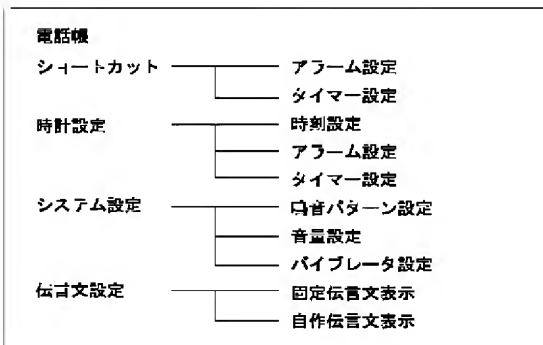 電話帳
ショートカット アラーム設定
タイマー設定
時計設定 時刻設定
アラーム設定
タイマー設定
システム設定 鳴音パターン設定
音量設定
バイブレータ設定
伝言文設定 固定伝言文表示
自作伝言文表示